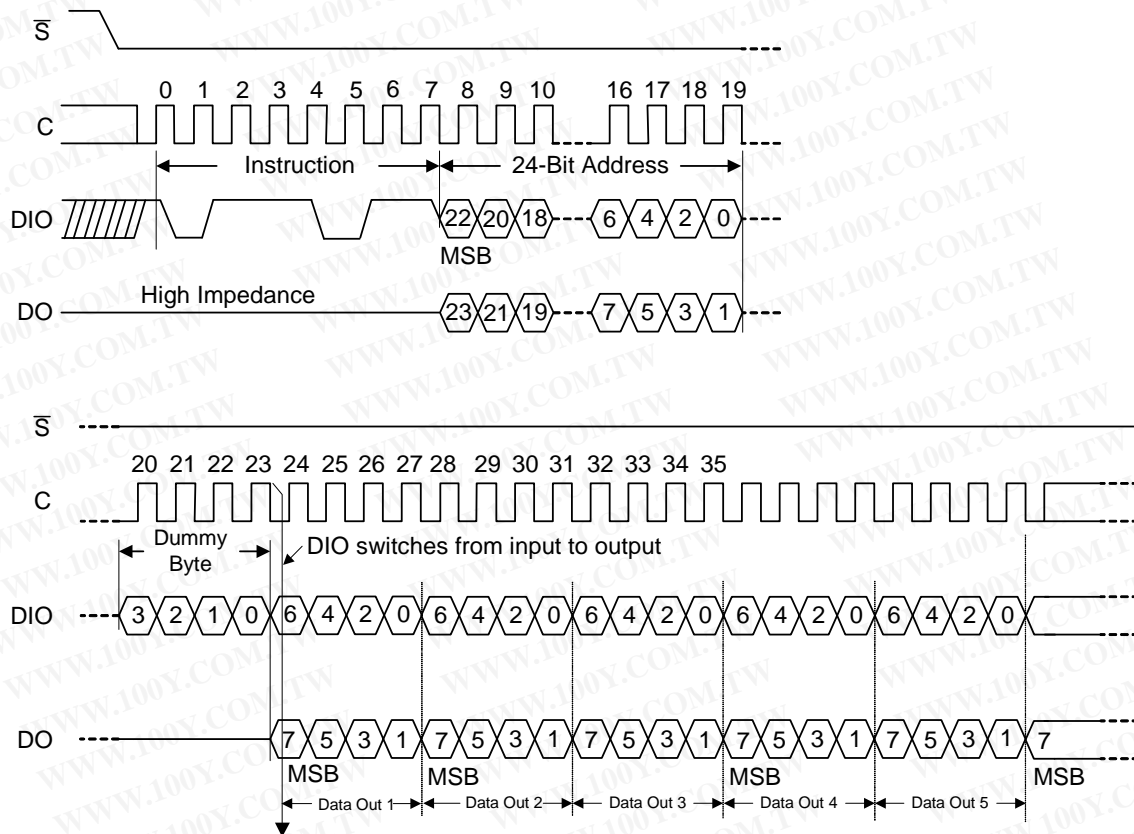 S
0 1 2 3 4 5 6 7 8 9 10 16 17 18 19
C
Instruction 24-Bit Address
DIO 22 20 18 6 4 2 0
MSB
High Impedance
DO 23 21 19 7 5 3 1
S
20 21 22 23 24 25 26 27 28 29 30 31 32 33 34 35
C
Dummy
Byte
DIO switches from input to output
DIO 3 2 1 0 6 4 2 0 6 4 2 0 6 4 2 0 6 4 2 0 6 4 2 0
DO 7 5 3 1 7 5 3 1 7 5 3 1 7 5 3 1 7 5 3 1 7
MSB MSB MSB MSB
Data Out 1 Data Out 2 Data Out 3 Data Out 4 Data Out 5
WWW.100Y.COM.TW